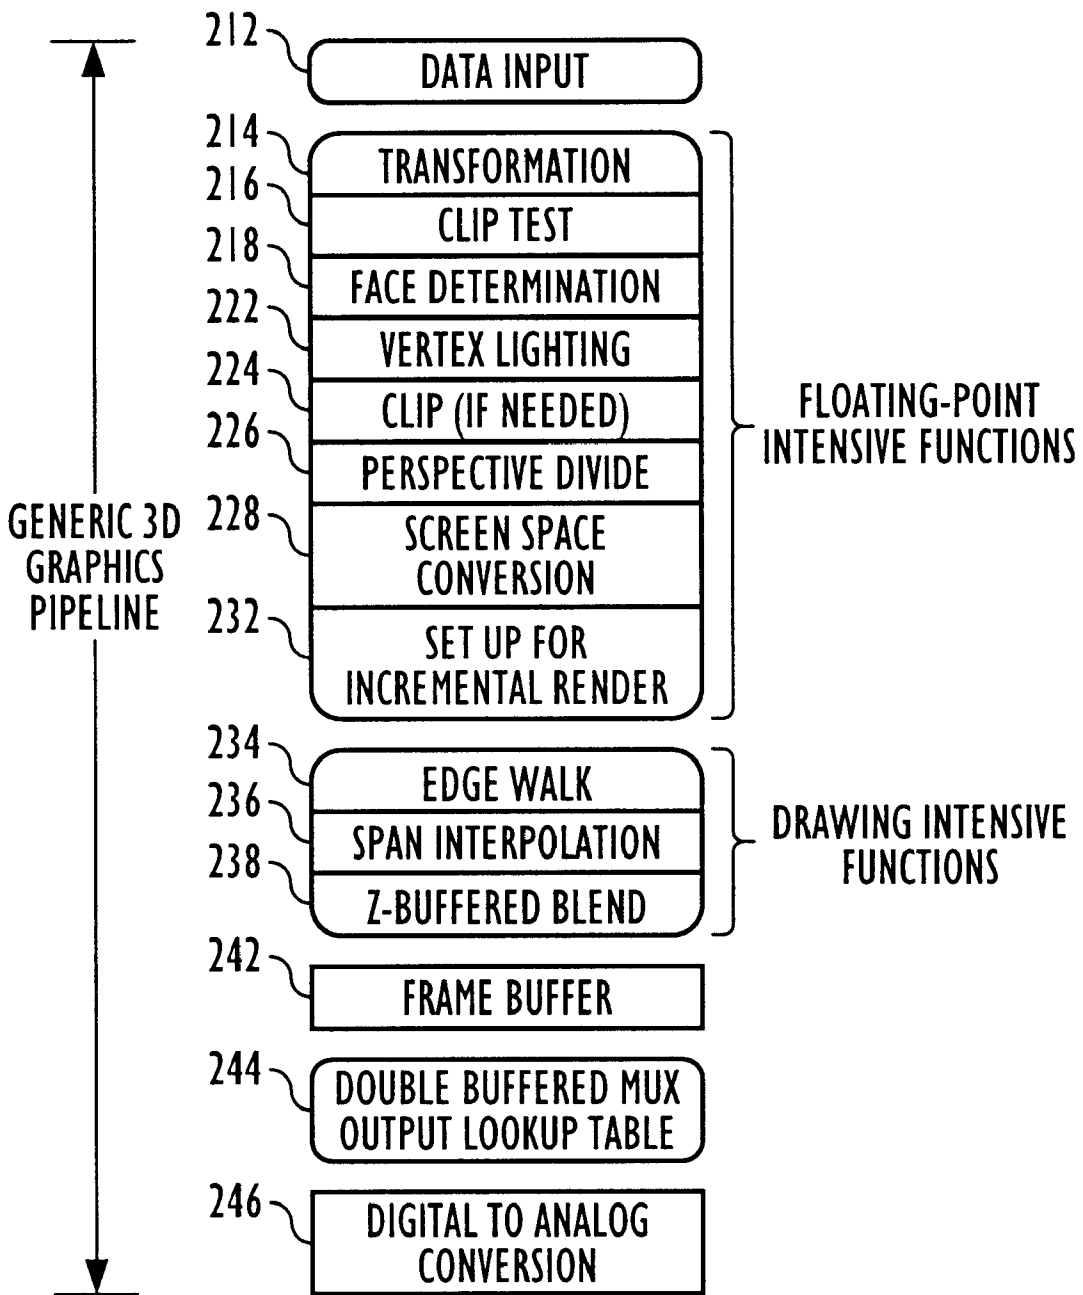 212
DATA INPUT
214
TRANSFORMATION
216
CLIP TEST
218
FACE DETERMINATION
222
VERTEX LIGHTING
224
CLIP (IF NEEDED)
226
PERSPECTIVE DIVIDE
228
SCREEN SPACE
CONVERSION
232
SET UP FOR
INCREMENTAL RENDER
FLOATING-POINT
INTENSIVE FUNCTIONS
GENERIC 3D
GRAPHICS
PIPELINE
234
EDGE WALK
236
SPAN INTERPOLATION
238
Z-BUFFERED BLEND
DRAWING INTENSIVE
FUNCTIONS
242
FRAME BUFFER
244
DOUBLE BUFFERED MUX
OUTPUT LOOKUP TABLE
246
DIGITAL TO ANALOG
CONVERSION